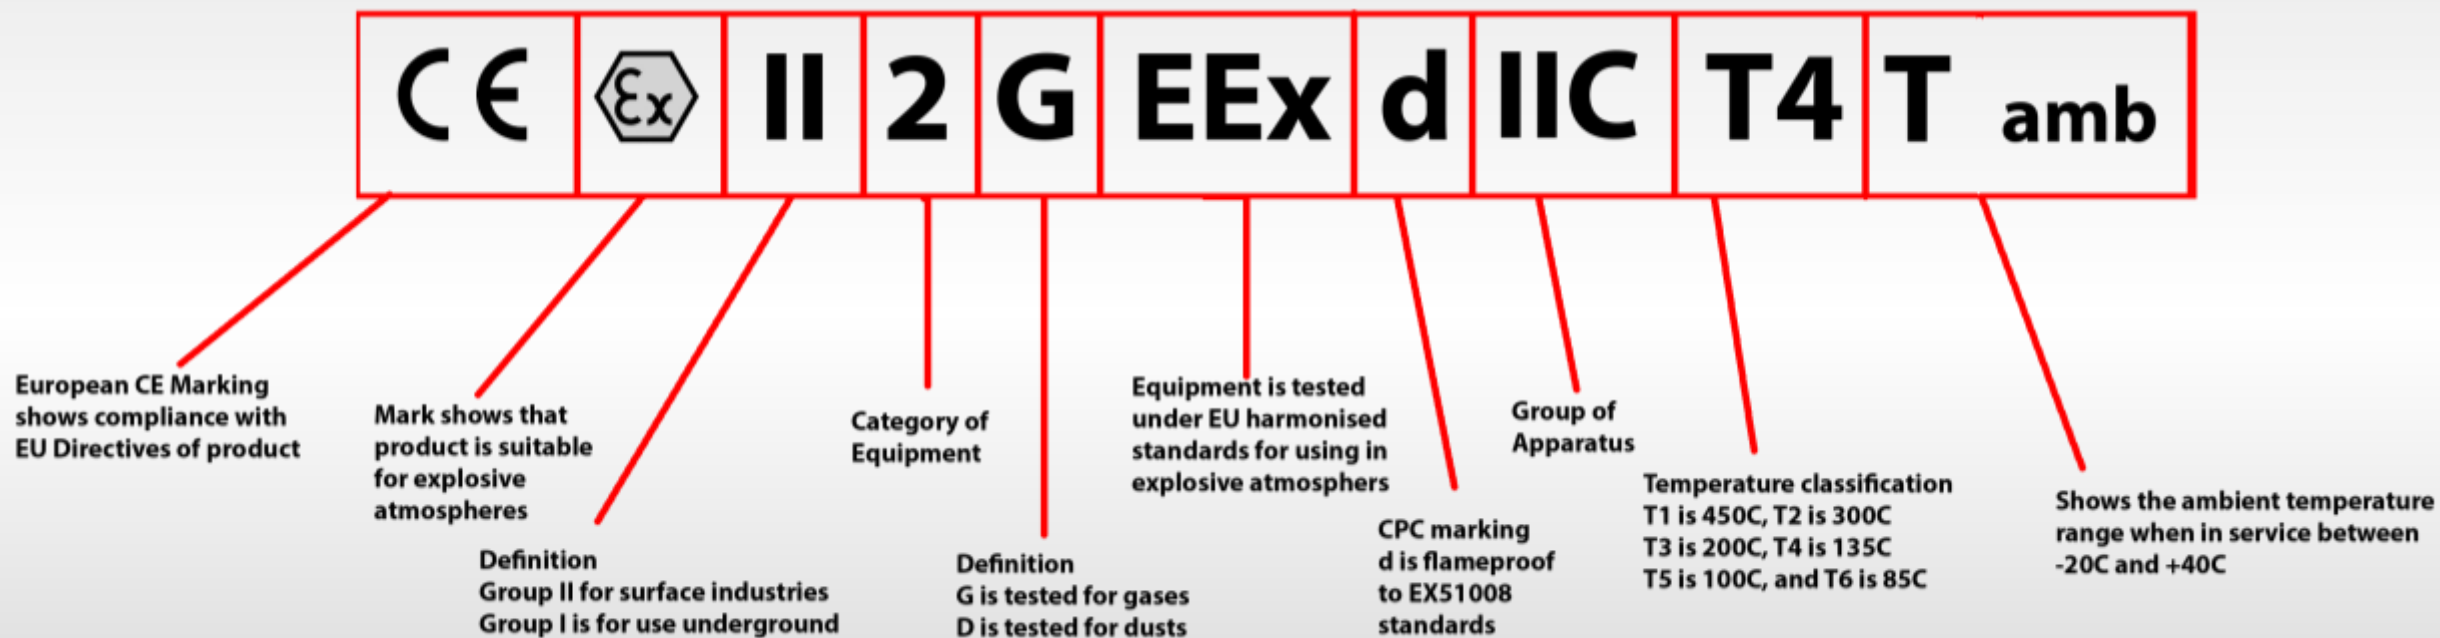 CE Ex II 2 G EEx d IIC T4 T amb
European CE Marking
shows compliance with
EU Directives of product
Mark shows that
product is suitable
for explosive
atmospheres
Definition
Group II for surface industries
Group I is for use underground
Category of
Equipment
Definition
G is tested for gases
D is tested for dusts
Equipment is tested
under EU harmonised
standards for using in
explosive atmosphers
CPC marking
d is flameproof
to EX51008
standards
Group of
Apparatus
Temperature classification
T1 is 450C, T2 is 300C
T3 is 200C, T4 is 135C
T5 is 100C, and T6 is 85C
Shows the ambient temperature
range when in service between
-20C and +40C